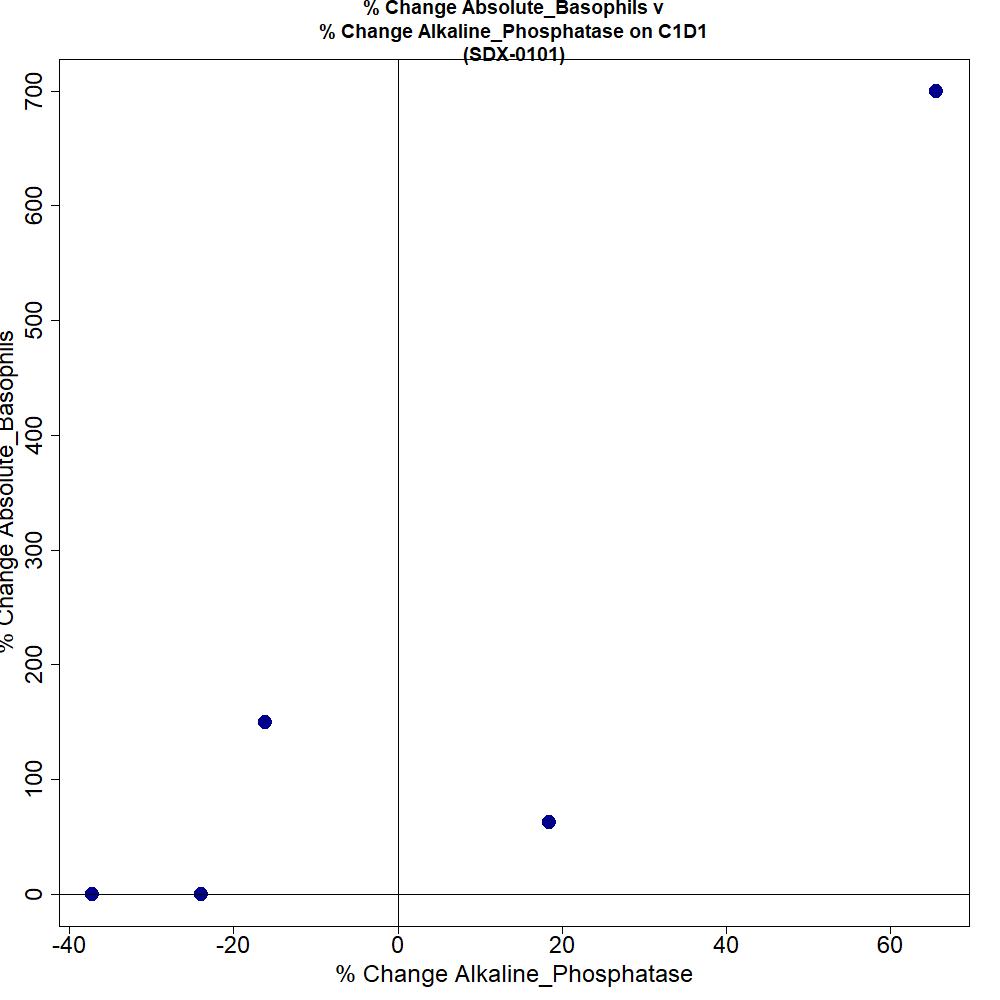 % Change Absolute_Basophils v
% Change Alkaline_Phosphatase on C1D1
(SDX-0101)
% Change Absolute_Basophils
700
600
500
400
300
200
100
0
-40
-20
0
20
40
60
% Change Alkaline_Phosphatase